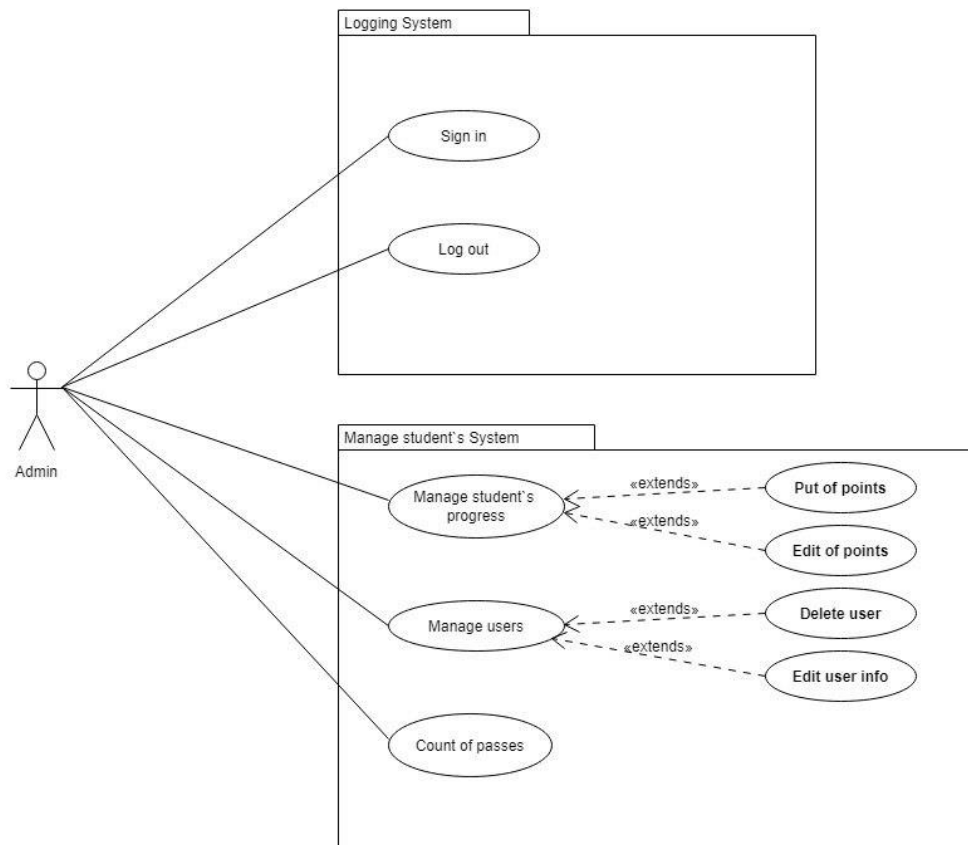 Logging System
Sign in
Log out
Admin
Manage student`s System
Manage student`s
progress
«extends»
Put of points
«extends»
Edit of points
Manage users
«extends»
Delete user
«extends»
Edit user info
Count of passes